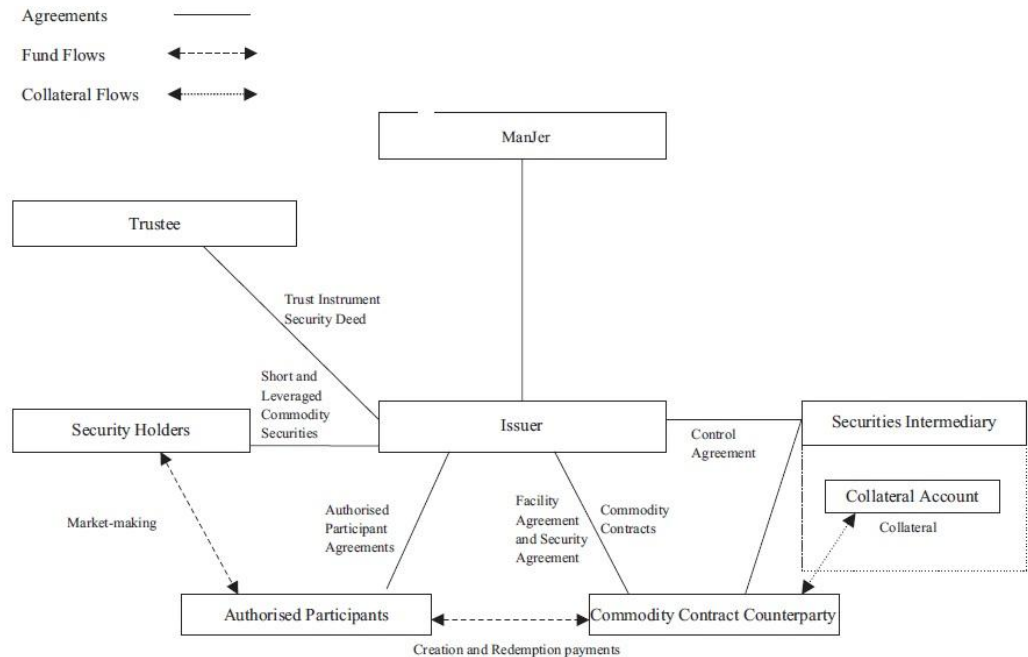 Agreements
Fund Flows
Collateral Flows
ManJer
Trustee
Trust Instrument
Security Deed
Short and
Leveraged
Commodity
Securities
Security Holders
Issuer
Control
Agreement
Securities Intermediary
Collateral Account
Collateral
Market-making
Authorised
Participant
Agreements
Facility
Agreement
and Security
Agreement
Commodity
Contracts
Authorised Participants
Commodity Contract Counterparty
Creation and Redemption payments